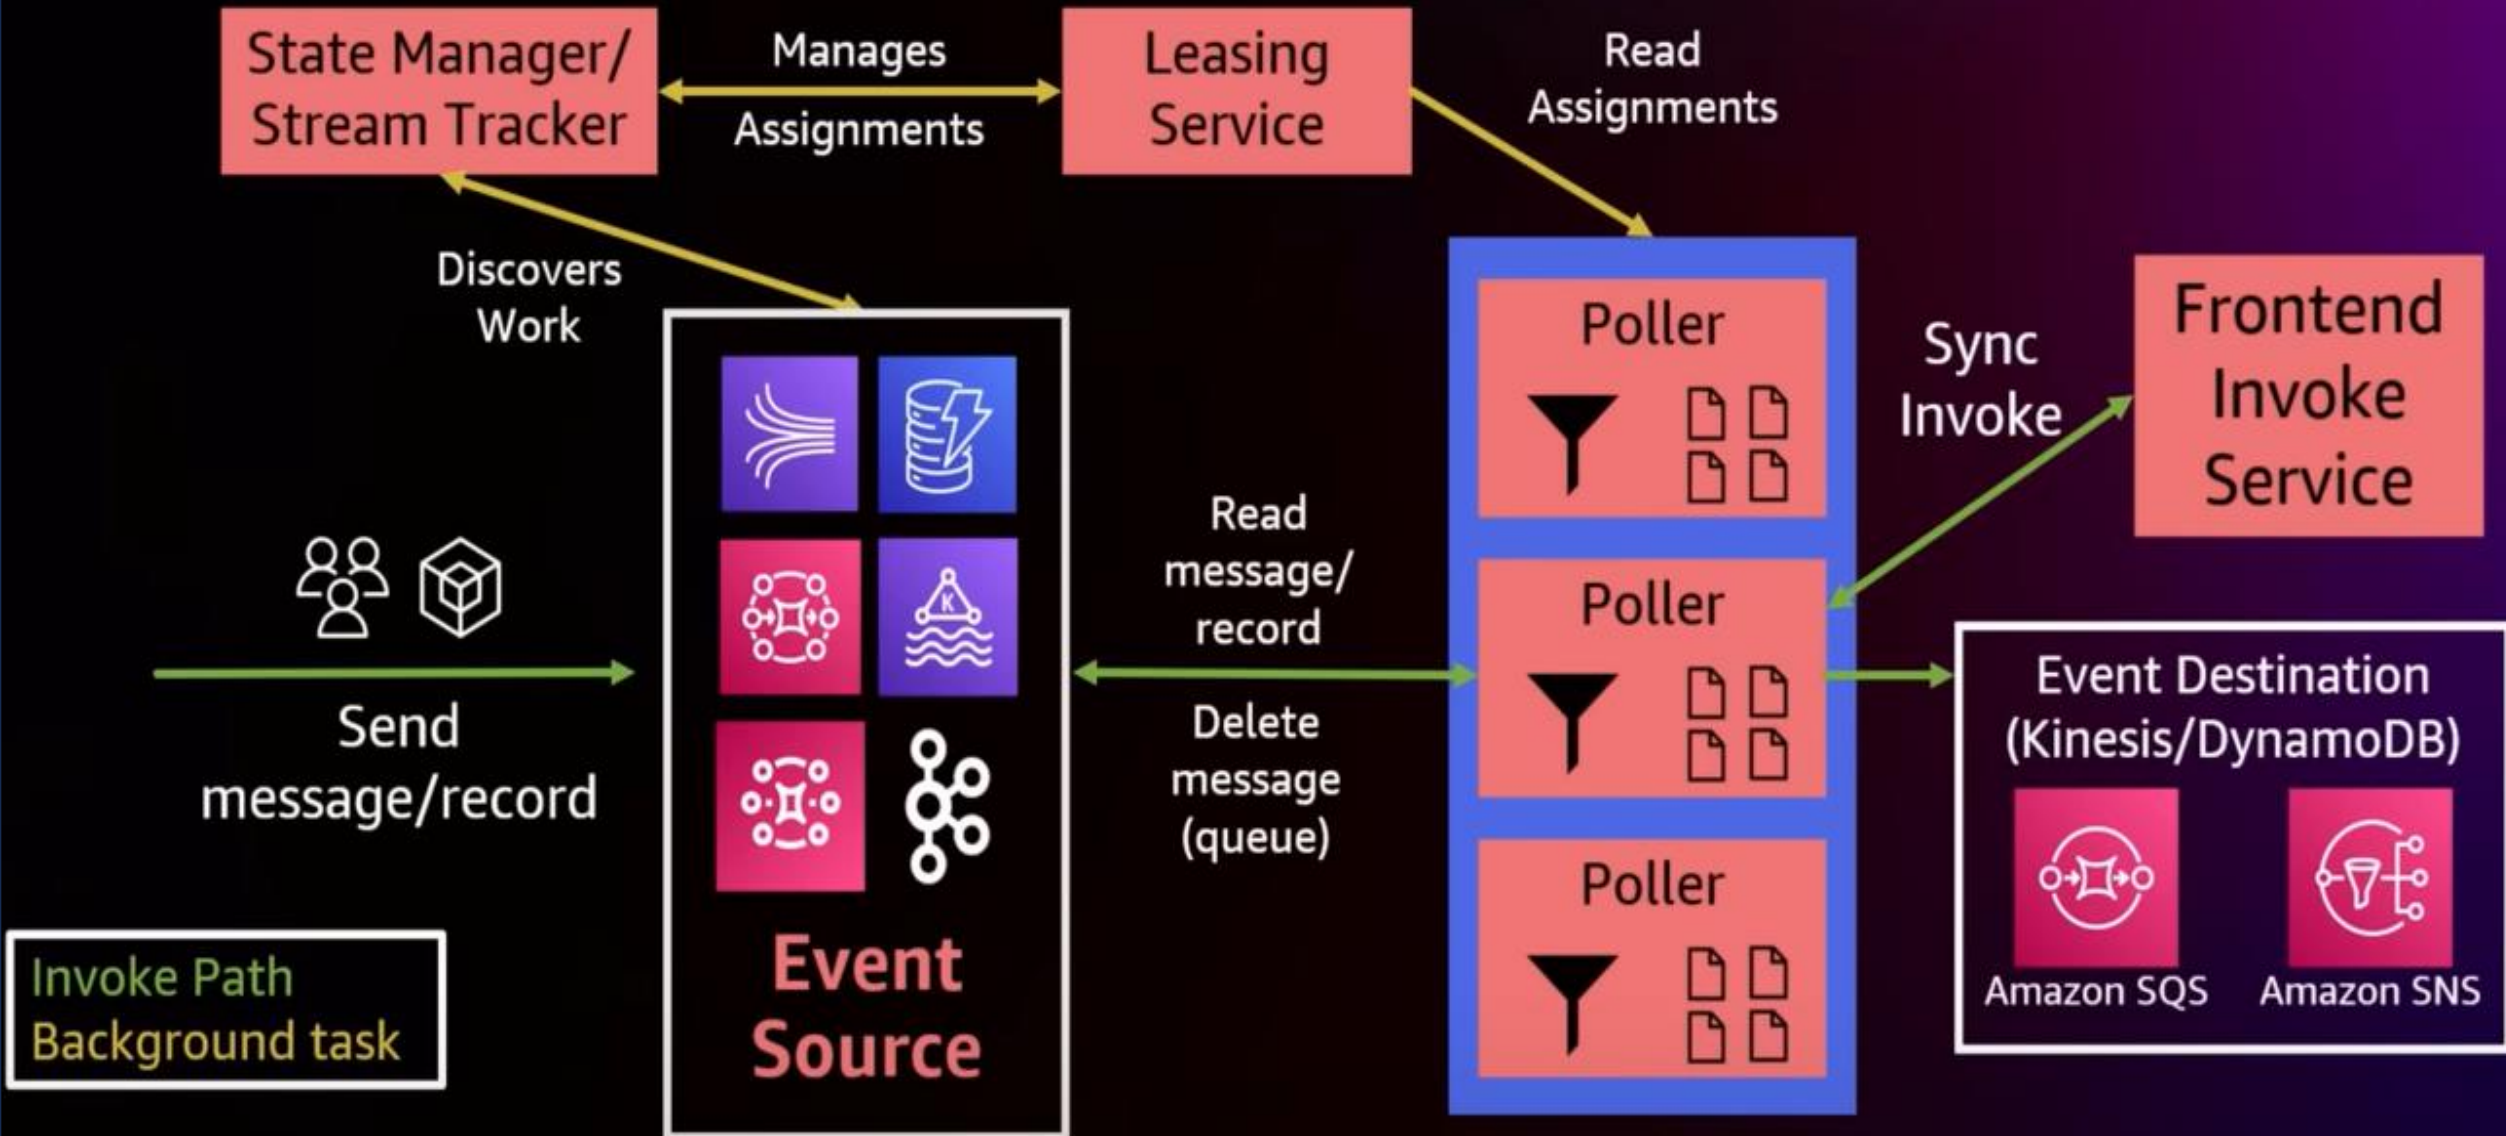 State Manager/
Stream Tracker
Manages
Assignments
Leasing
Service
Read
Assignments
Discovers
Work
Poller
Sync
Invoke
Frontend
Invoke
Service
K
Read
message/
record
Delete
message
(queue)
Poller
Send
message/record
Event Destination
(Kinesis/DynamoDB)
Amazon SQS
Amazon SNS
Poller
Event
Source
Invoke Path
Background task